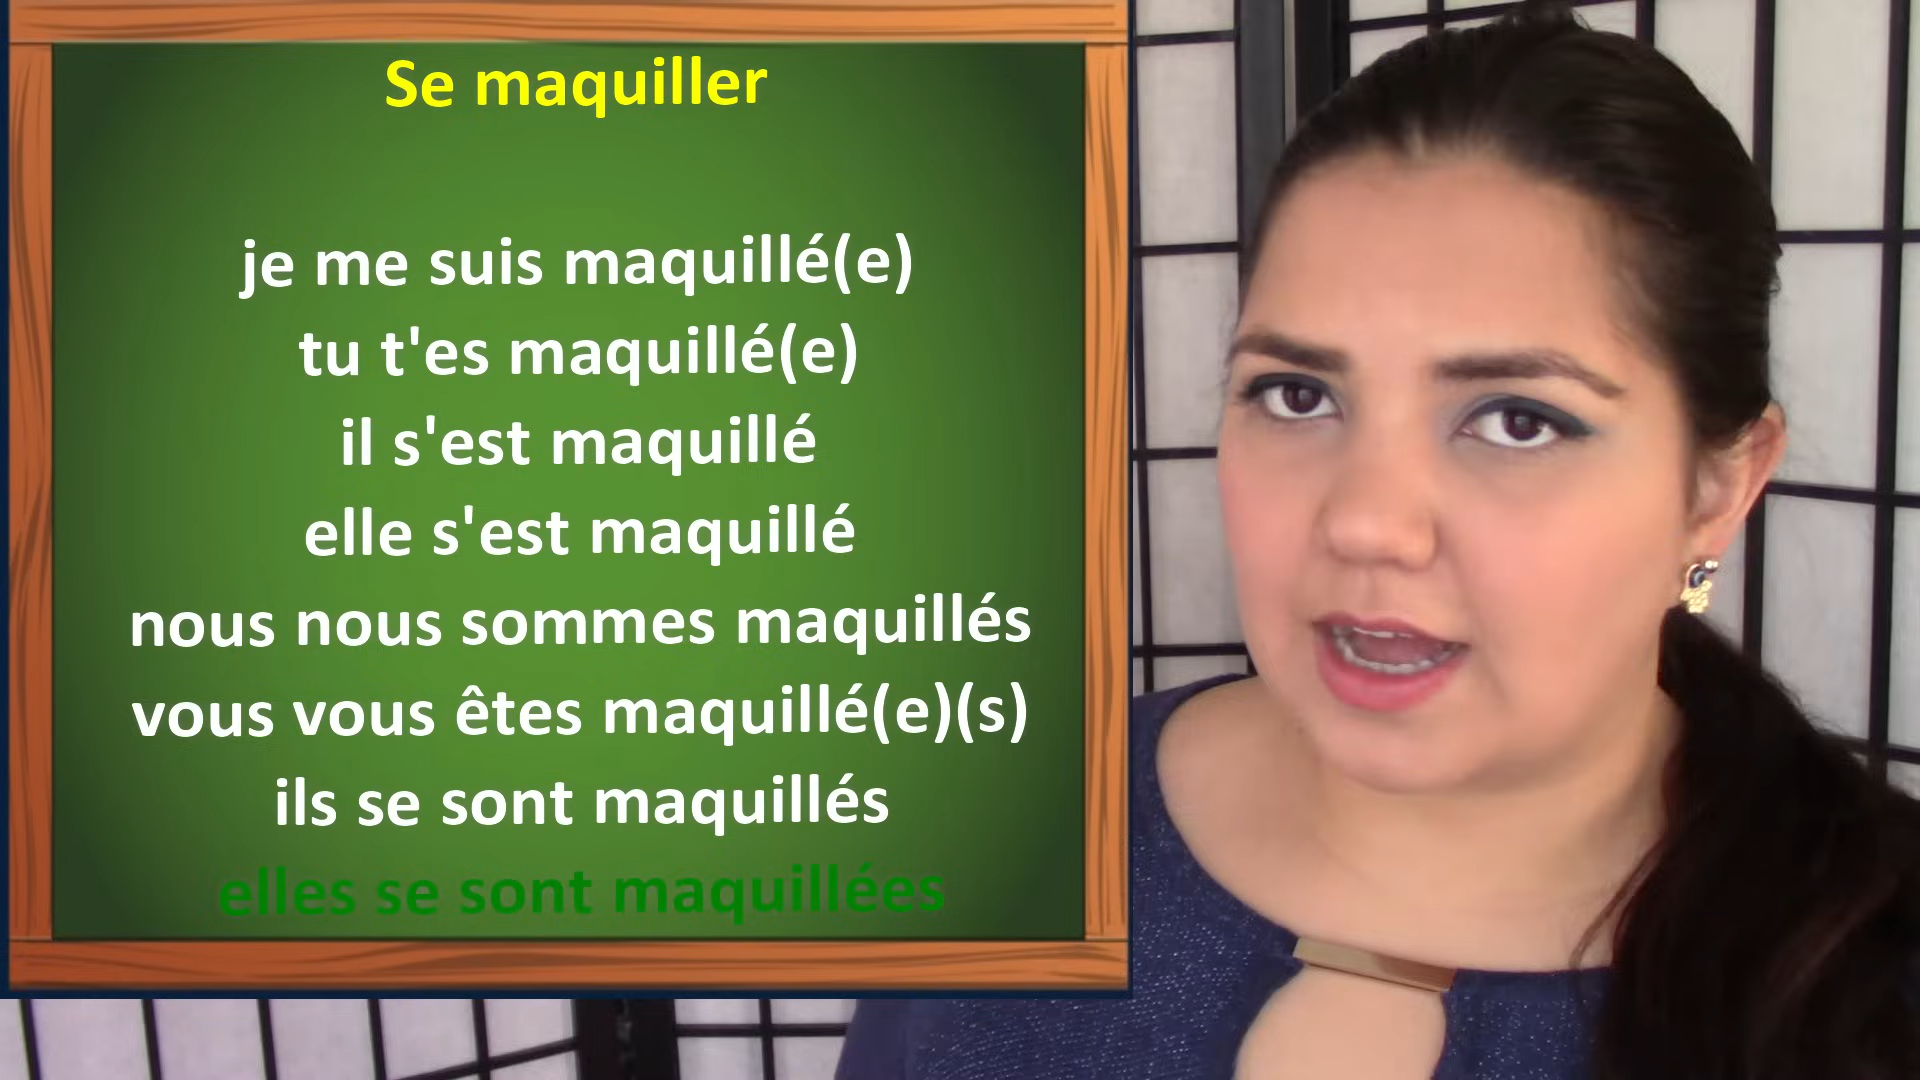 Se maquiller
je me suis maquillé(e)
tu t'es maquillé(e)
il s'est maquillé
elle s'est maquillé
nous nous sommes maquillés
vous vous êtes maquillé(e)(s)
ils se sont maquillés
elles se sont maquillées